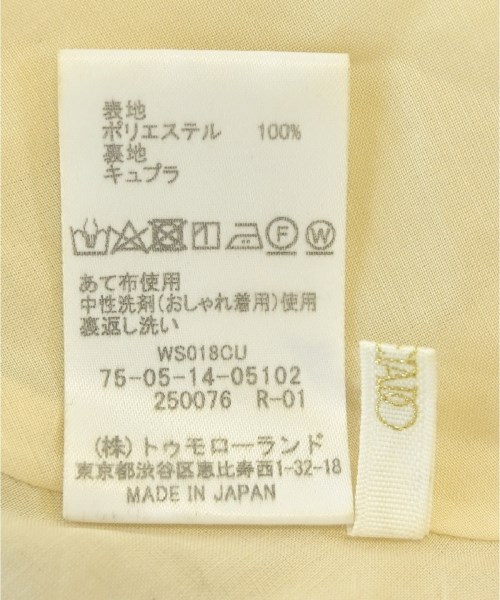 表地
ポリエステル 100%
裏地
キュプラ
F W
あて布使用
中性洗剤(おしゃれ着用)使用
裏返し洗い
WS018CU
75-05-14-05102
250076 R-01
(株)トゥモローランド
東京都渋谷区恵比寿西1-32-18
MADE IN JAPAN